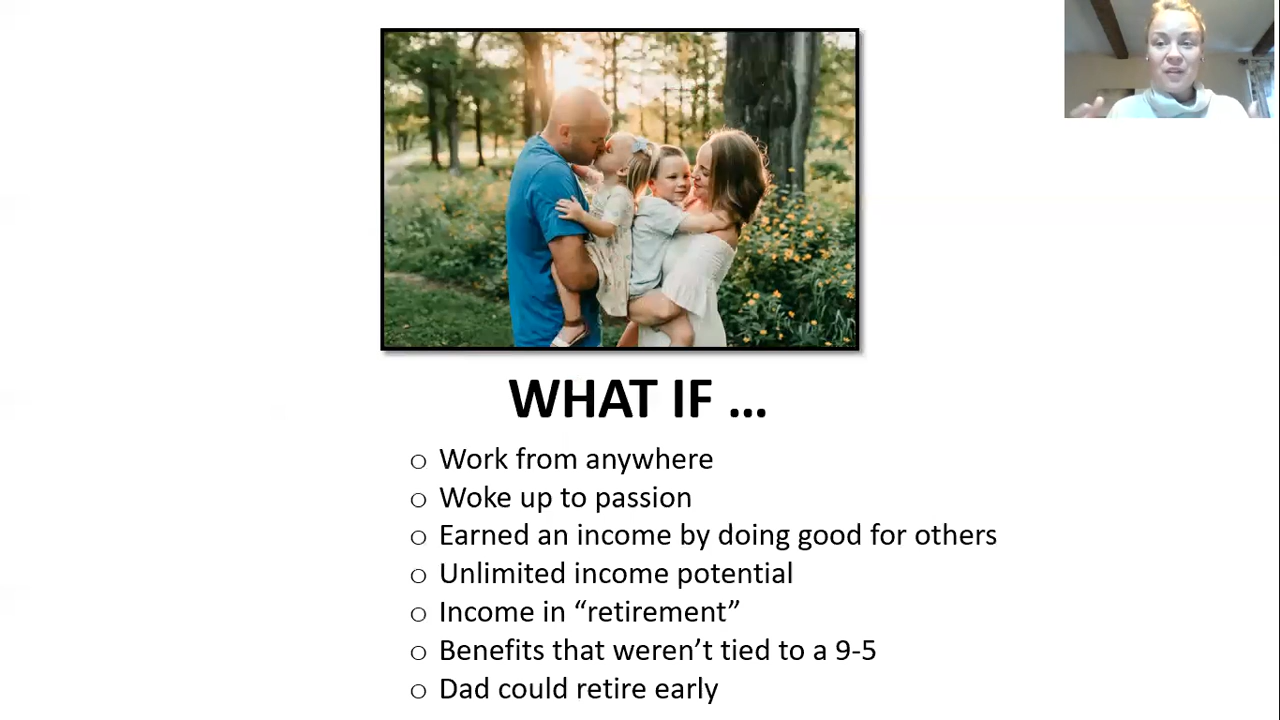 WHAT IF ...
o Work from anywhere
o Woke up to passion
o Earned an income by doing good for others
o Unlimited income potential
o Income in “retirement”
o Benefits that weren’t tied to a 9-5
o Dad could retire early